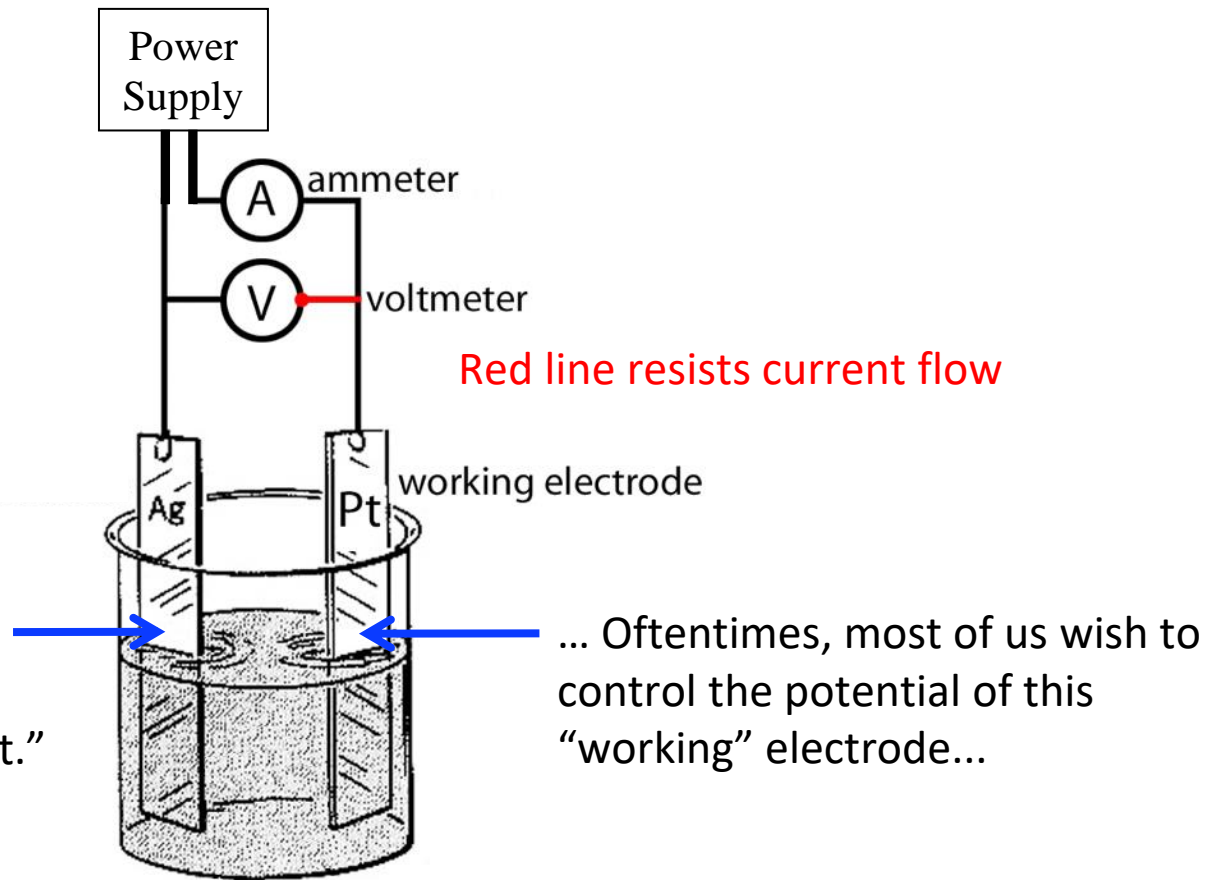 Power
Supply
A
ammeter
V
voltmeter
Red line resists current flow
Ag
Pt
working electrode
… Oftentimes, most of us wish to
control the potential of this
“working” electrode...
t.”